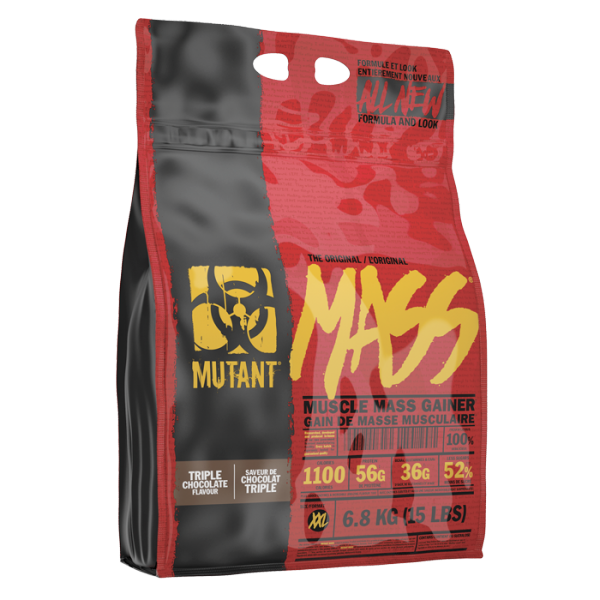 FORMULE ET LOOK
ENTIÈREMENT NOUVEAUX
ALL NEW
FORMULA AND LOOK
THE ORIGINAL / L'ORIGINAL
MASS
MUTANT
MUSCLE MASS GAINER
GAIN DE MASSE MUSCULAIRE
100%
1100 56G 36G 52%
TRIPLE CHOCOLATE FLAVOUR
SAVEUR DE CHOCOLAT TRIPLE
XXL
6.8 KG (15 LBS)